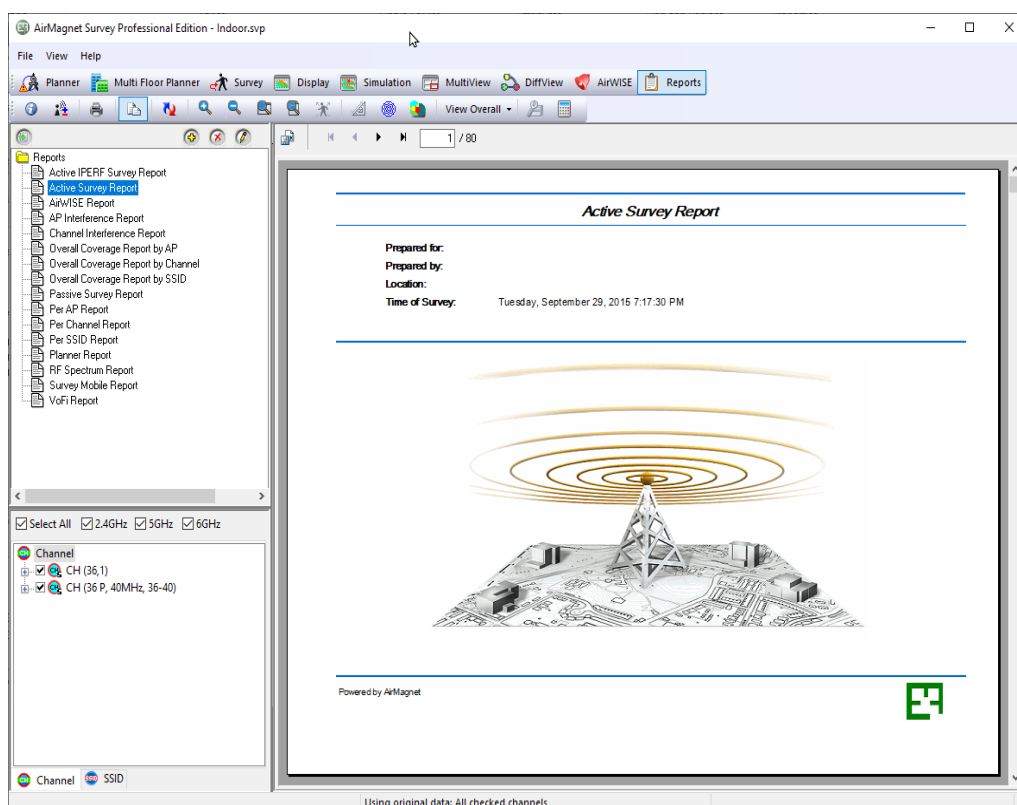 AirMagnet Survey Professional Edition - Indoor.svp
File View Help
Planner Multi Floor Planner Survey Display Simulation MultiView DiffView AirWISE Reports
View Overall
1 / 80
Reports
Active IPERF Survey Report
Active Survey Report
AirWISE Report
AP Interference Report
Channel Interference Report
Overall Coverage Report by AP
Overall Coverage Report by Channel
Overall Coverage Report by SSID
Passive Survey Report
Per AP Report
Per Channel Report
Per SSID Report
Planner Report
RF Spectrum Report
Survey Mobile Report
VoFi Report
Select All 2.4GHz 5GHz 6GHz
Channel
CH (36,1)
CH (36 P, 40MHz, 36-40)
Channel SSID
Active Survey Report
Prepared for:
Prepared by:
Location:
Time of Survey: Tuesday, September 29, 2015 7:17:30 PM
Powered by AirMagnet
Using original data: All checked channels